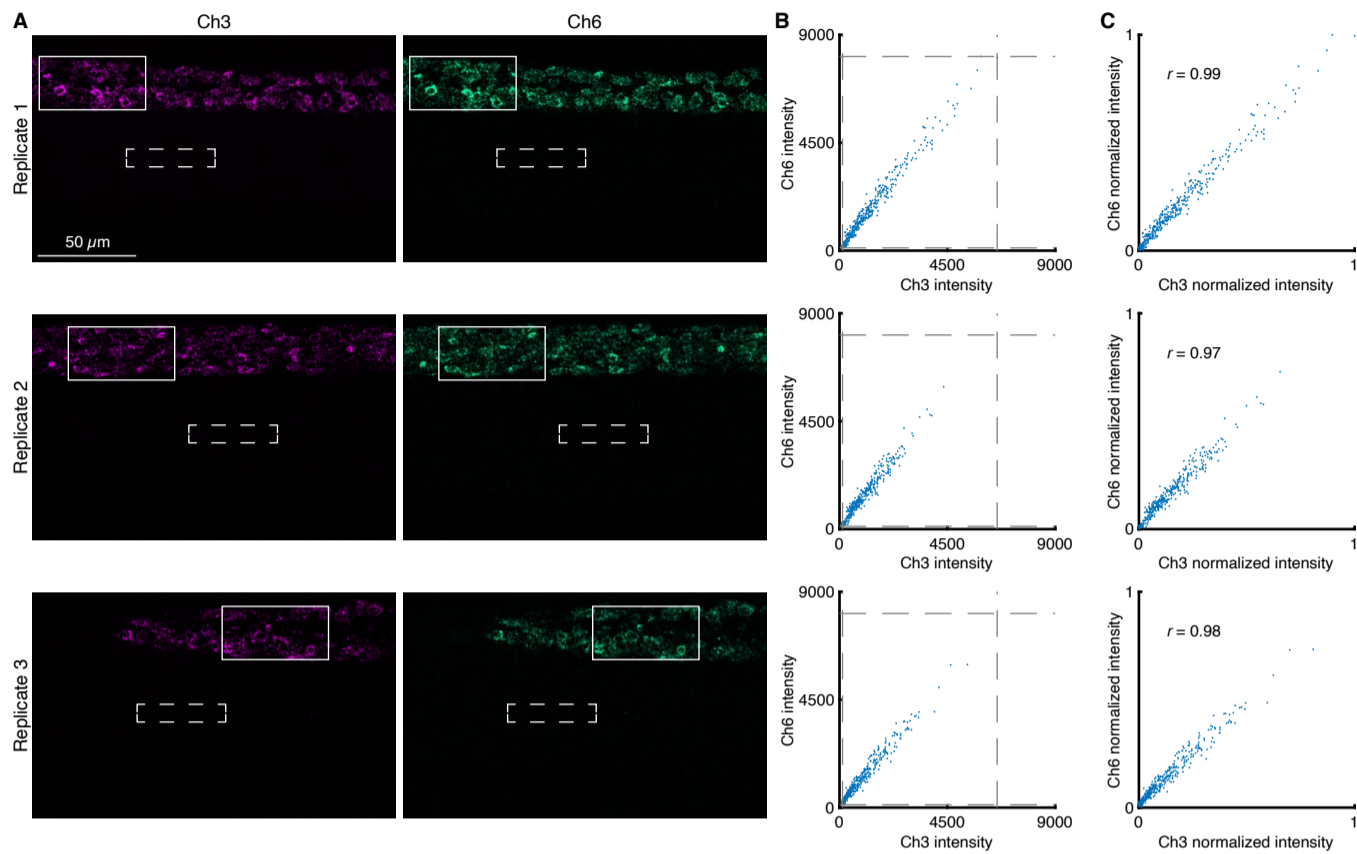 A
Ch3
Ch6
B
C
Replicate 1
50 µm
9000
4500
0
Ch6 intensity
0
4500
9000
Ch3 intensity
1
r = 0.99
0
Ch6 normalized intensity
0
1
Ch3 normalized intensity
Replicate 2
9000
4500
0
Ch6 intensity
0
4500
9000
Ch3 intensity
1
r = 0.97
0
Ch6 normalized intensity
0
1
Ch3 normalized intensity
Replicate 3
9000
4500
0
Ch6 intensity
0
4500
9000
Ch3 intensity
1
r = 0.98
0
Ch6 normalized intensity
0
1
Ch3 normalized intensity